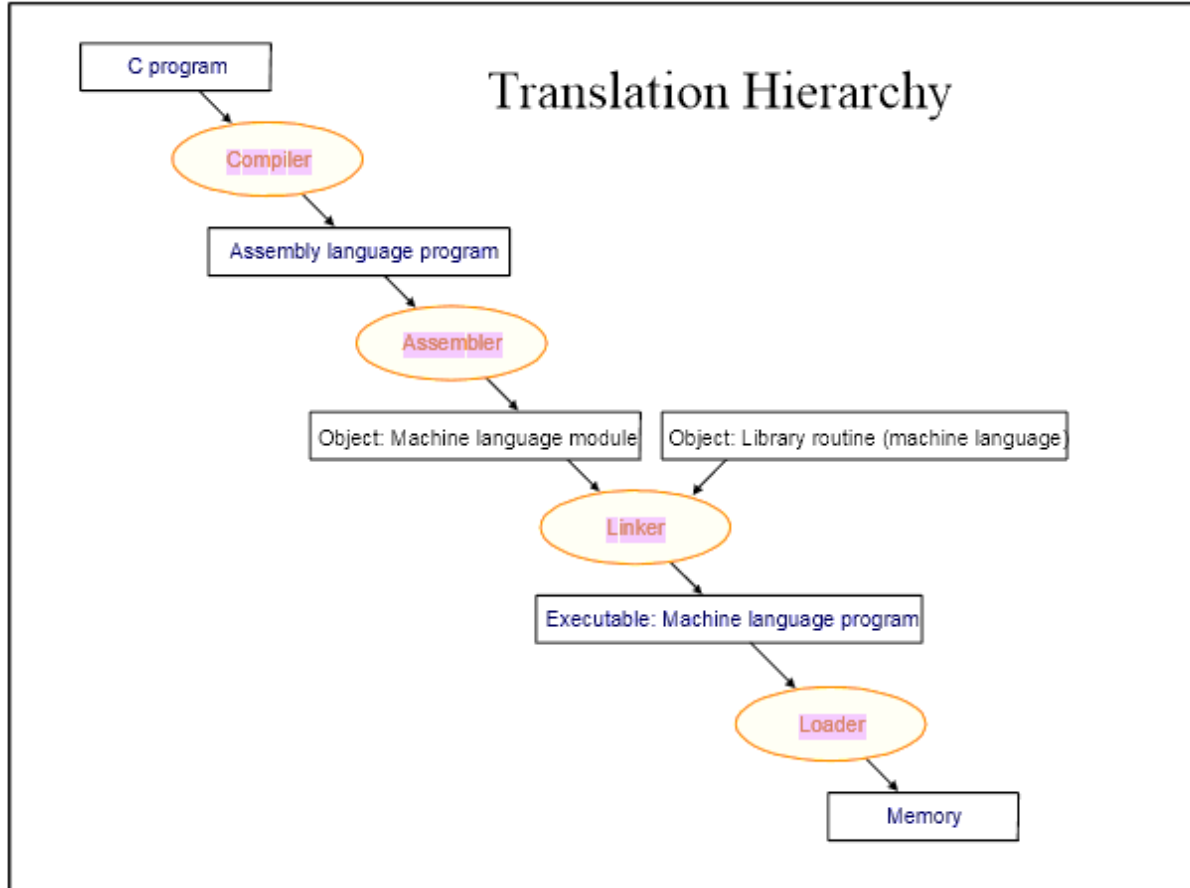 C program
Translation Hierarchy
Compiler
Assembly language program
Assembler
Object: Machine language module
Object: Library routine (machine language)
Linker
Executable: Machine language program
Loader
Memory